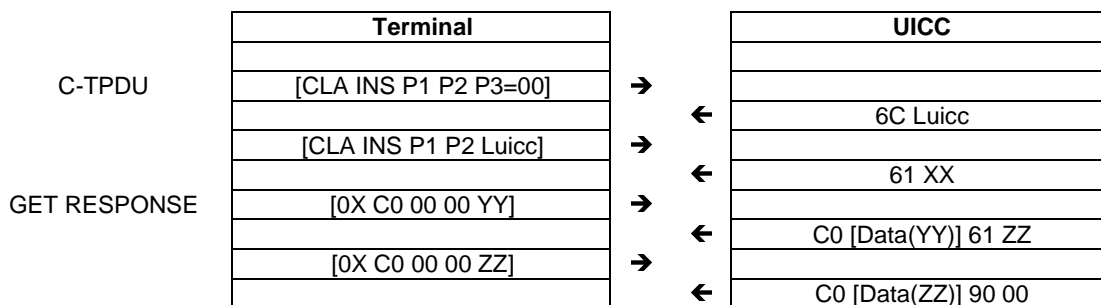 Terminal UICC
C-TPDU [CLA INS P1 P2 P3=00] ➔
🡸 6C Luicc
[CLA INS P1 P2 Luicc] ➔
🡸 61 XX
GET RESPONSE [0X C0 00 00 YY] ➔
🡸 C0 [Data(YY)] 61 ZZ
[0X C0 00 00 ZZ] ➔
🡸 C0 [Data(ZZ)] 90 00